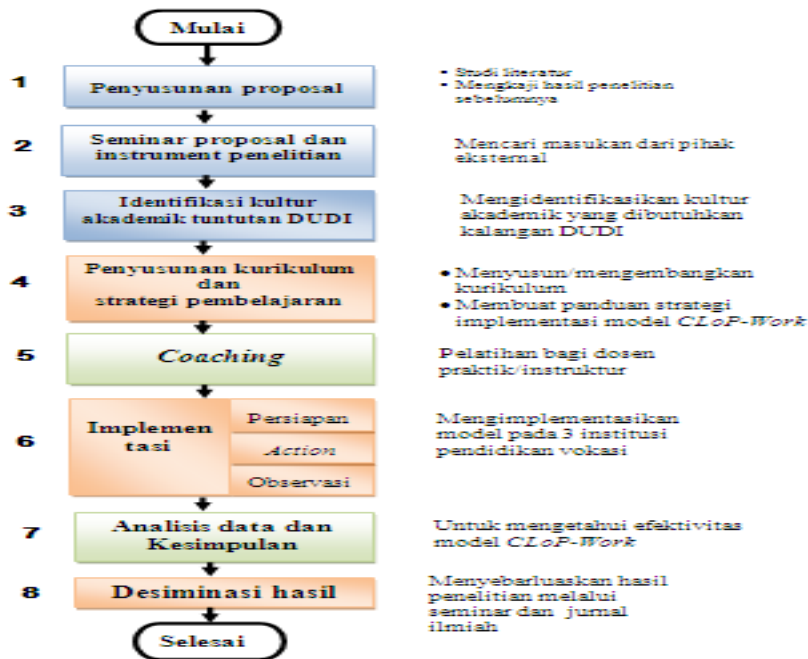 Mulai
1
Penyusunan proposal
• Studi literatur
• Mengkaji hasil penelitian
sebelumnya
2
Seminar proposal dan
instrument penelitian
Mencari masukan dari pihak
eksternal
3
Identifikasi kultur
akademik tuntutan DUDI
Mengidentifikasikan kultur
akademik yang dibutuhkan
kalangan DUDI
4
Penyusunan kurikulum
dan
strategi pembelajaran
• Menyusun/mengembangkan
kurikulum
• Membuat panduan strategi
implementasi model CLoP-Work
5
Coaching
Pelatihan bagi dosen
praktik/instruktur
6
Implemen
tasi
Persiapan
Action
Observasi
Mengimplementasikan
model pada 3 institusi
pendidikan vokasi
7
Analisis data dan
Kesimpulan
Untuk mengetahui efektivitas
model CLoP-Work
8
Desiminasi hasil
Menyebarluaskan hasil
penelitian melalui
seminar dan jurnal
ilmiah
Selesai